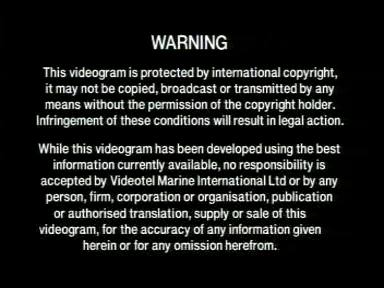 WARNING
This videogram is protected by international copyright,
it may not be copied, broadcast or transmitted by any
means without the permission of the copyright holder.
Infringement of these conditions will result in legal action.
While this videogram has been developed using the best
information currently available, no responsibility is
accepted by Videotel Marine International Ltd or by any
person, firm, corporation or organisation, publication
or authorised translation, supply or sale of this
videogram, for the accuracy of any information given
herein or for any omission herefrom.